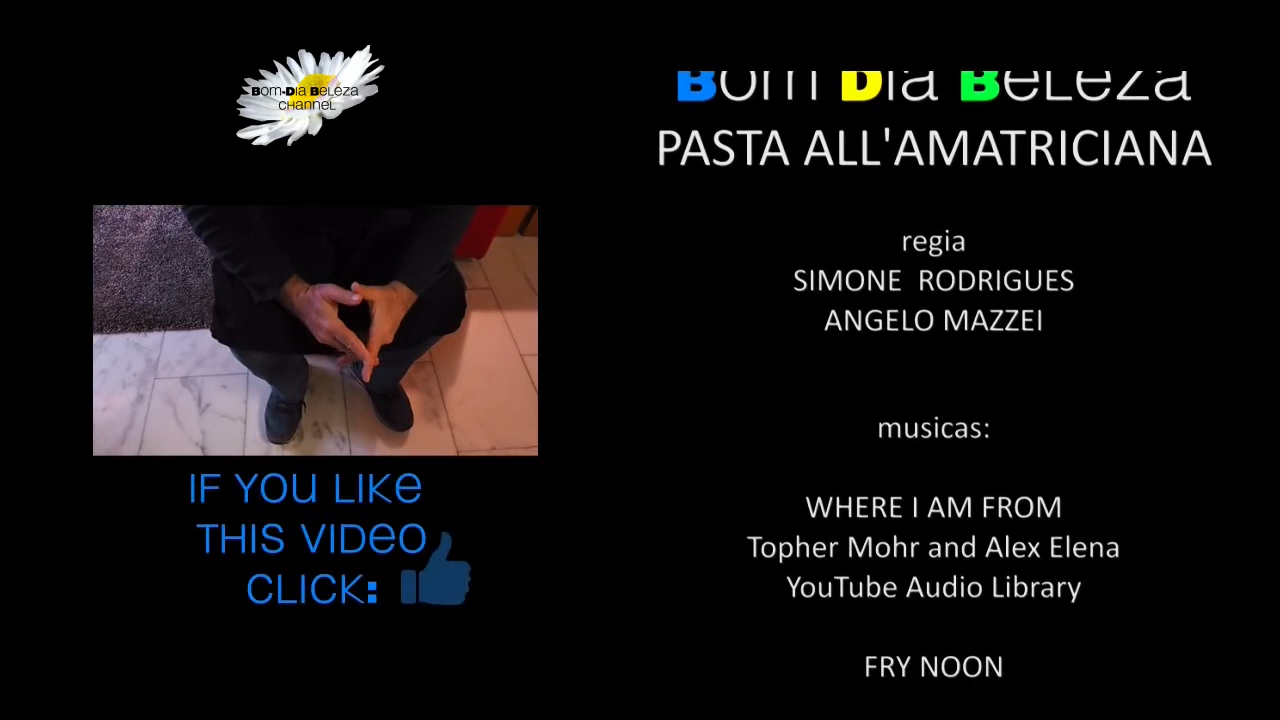 Bom-Dia Beleza
CHANNEL
IF YOU LIKE
THIS VIDEO
CLICK:
Bom Dia Beleza
PASTA ALL'AMATRICIANA
regia
SIMONE  RODRIGUES
ANGELO MAZZEI
musicas:
WHERE I AM FROM
Topher Mohr and Alex Elena
YouTube Audio Library
FRY NOON